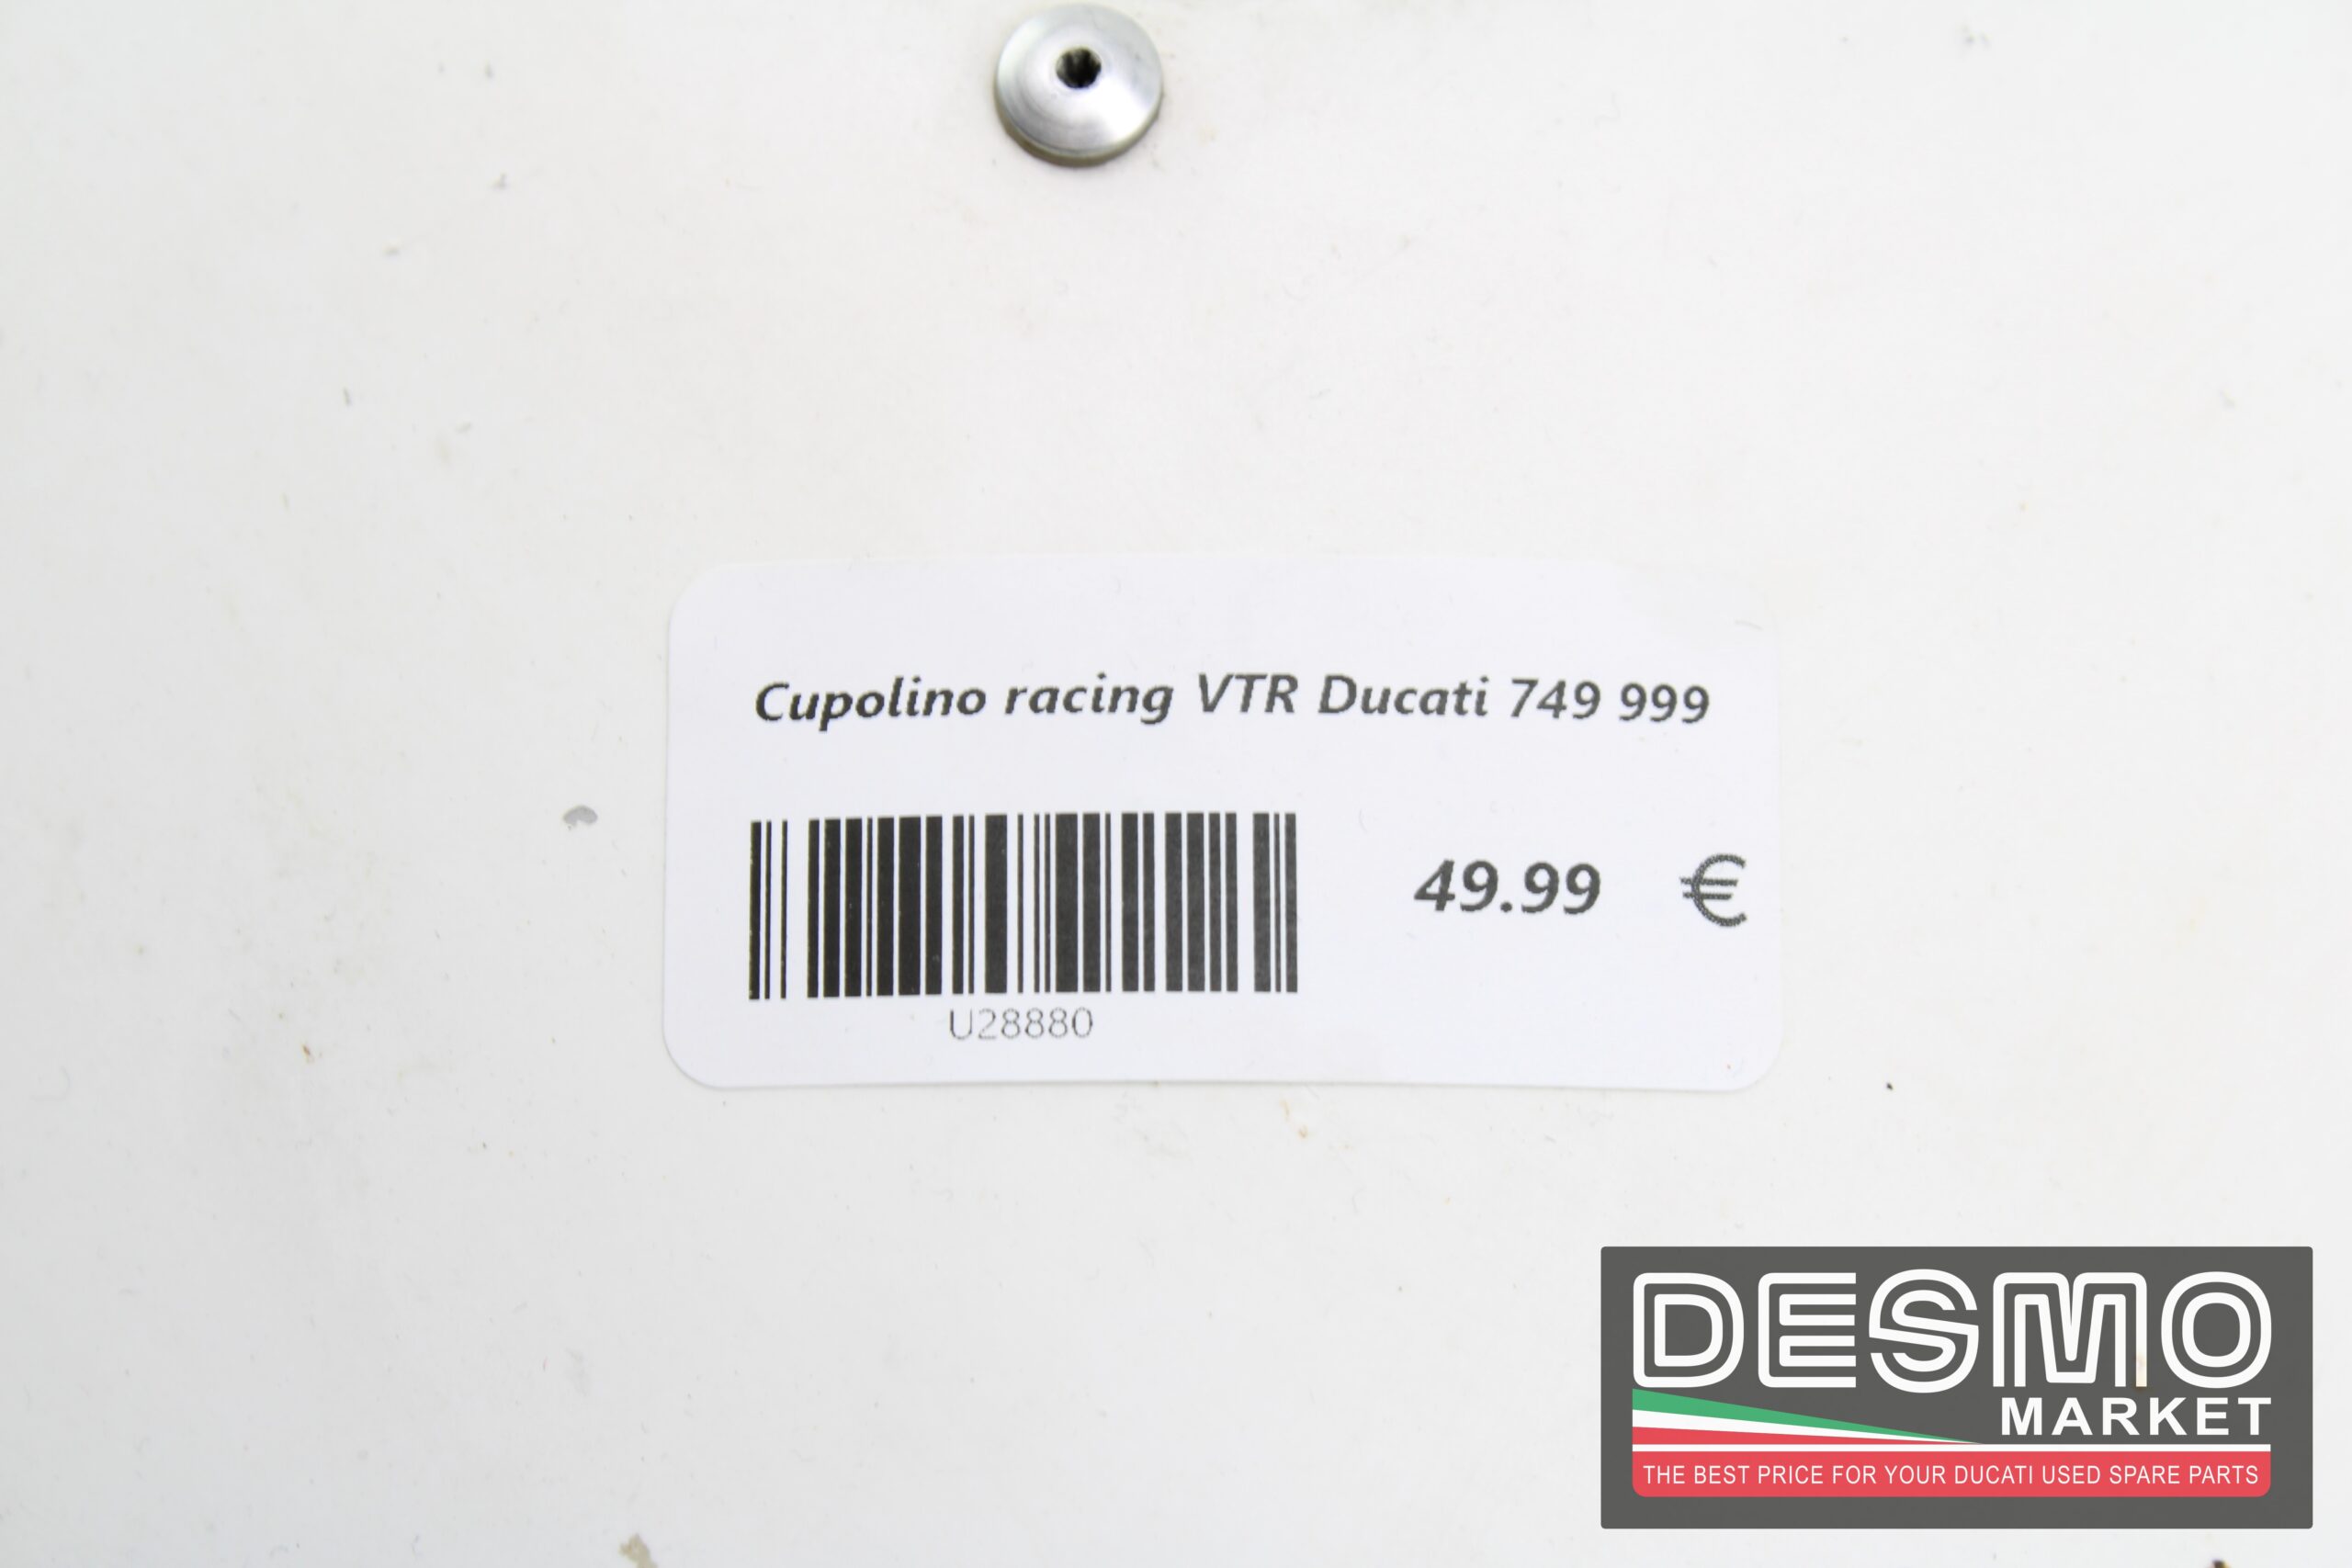 Cupolino racing VTR Ducati 749 999
49.99 €
U28880
DESMO
MARKET
THE BEST PRICE FOR YOUR DUCATI USED SPARE PARTS